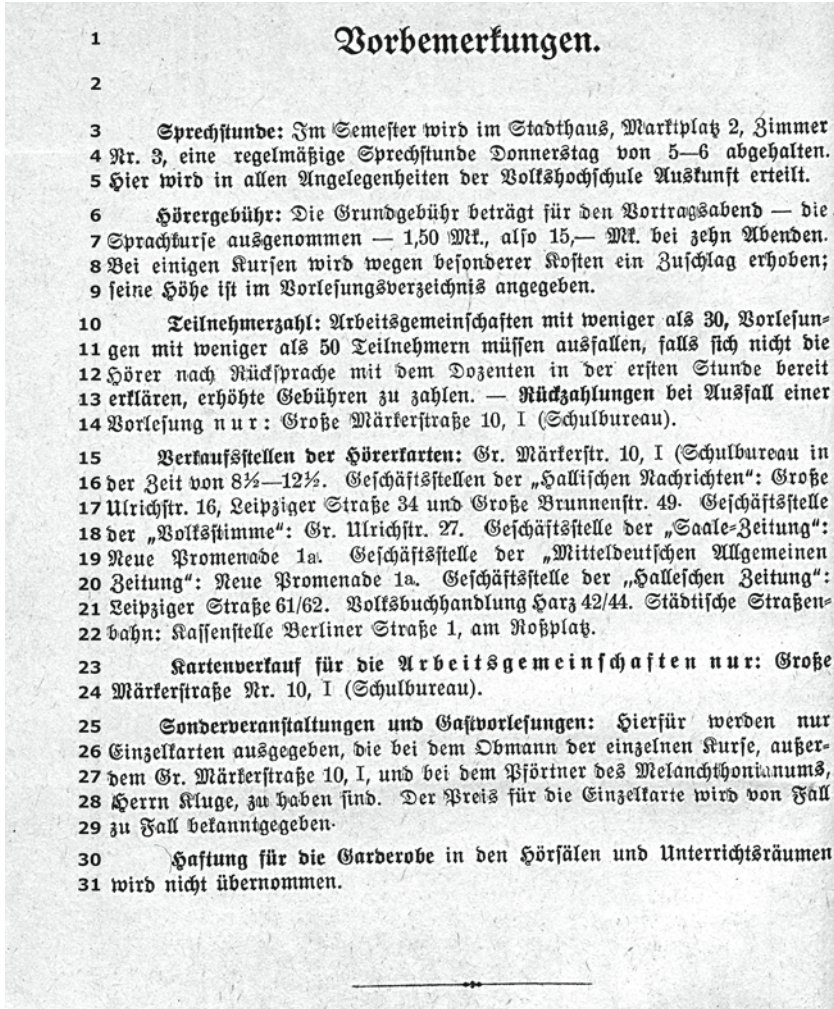 1 Vorbemerkungen.
2
3 Sprechstunde: Im Semester wird im Stadthaus, Marktplatz 2, Zimmer
4 Nr. 3, eine regelmäßige Sprechstunde Donnerstag von 5—6 abgehalten.
5 Hier wird in allen Angelegenheiten der Volkshochschule Auskunft erteilt.
6 Hörergebühr: Die Grundgebühr beträgt für den Vortragsabend — die
7 Sprachkurse ausgenommen — 1,50 Mk., also 15,— Mk. bei zehn Abenden.
8 Bei einigen Kursen wird wegen besonderer Kosten ein Zuschlag erhoben;
9 seine Höhe ist im Vorlesungsverzeichnis angegeben.
10 Teilnehmerzahl: Arbeitsgemeinschaften mit weniger als 30, Vorlesun-
11 gen mit weniger als 50 Teilnehmern müssen ausfallen, falls sich nicht die
12 Hörer nach Rücksprache mit dem Dozenten in der ersten Stunde bereit
13 erklären, erhöhte Gebühren zu zahlen. — Rückzahlungen bei Ausfall einer
14 Vorlesung nur: Große Märkerstraße 10, I (Schulbureau).
15 Verkaufsstellen der Hörerkarten: Gr. Märkerstr. 10, I (Schulbureau in
16 der Zeit von 8½—12½. Geschäftsstellen der „Hallischen Nachrichten“: Große
17 Ulrichstr. 16, Leipziger Straße 34 und Große Brunnenstr. 49. Geschäftsstelle
18 der „Volksstimme“: Gr. Ulrichstr. 27. Geschäftsstelle der „Saale-Zeitung“:
19 Neue Promenade 1a. Geschäftsstelle der „Mitteldeutschen Allgemeinen
20 Zeitung“: Neue Promenade 1a. Geschäftsstelle der „Halleschen Zeitung“:
21 Leipziger Straße 61/62. Volksbuchhandlung Harz 42/44. Städtische Straßen-
22 bahn: Kassenstelle Berliner Straße 1, am Roßplatz.
23 Kartenverkauf für die Arbeitsgemeinschaften nur: Große
24 Märkerstraße Nr. 10, I (Schulbureau).
25 Sonderveranstaltungen und Gastvorlesungen: Hierfür werden nur
26 Einzelkarten ausgegeben, die bei dem Obmann der einzelnen Kurse, außer-
27 dem Gr. Märkerstraße 10, I, und bei dem Pförtner des Melanchthonianums,
28 Herrn Kluge, zu haben sind. Der Preis für die Einzelkarte wird von Fall
29 zu Fall bekanntgegeben.
30 Haftung für die Garderobe in den Hörsälen und Unterrichtsräumen
31 wird nicht übernommen.